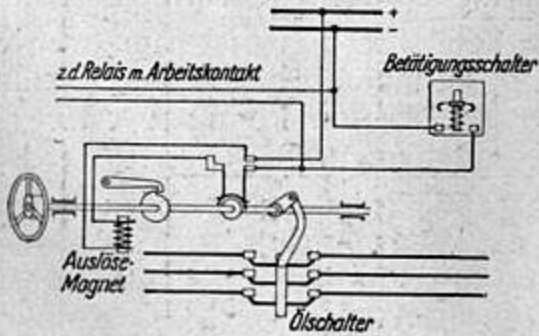 +
−
z.d. Relais m. Arbeitskontakt
Betätigungsschalter
Auslöse-
Magnet
Ölschalter